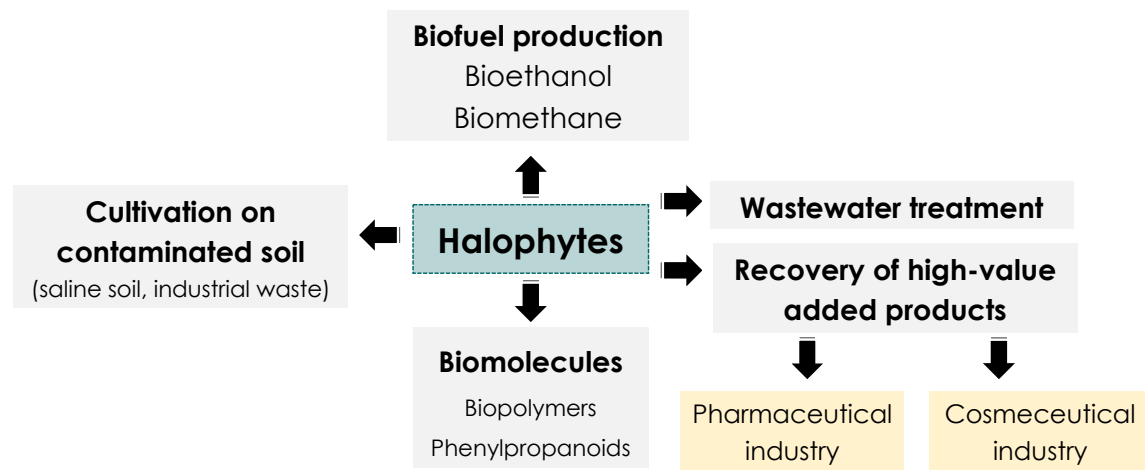 Biofuel production
Bioethanol
Biomethane
Cultivation on
contaminated soil
(saline soil, industrial waste)
Halophytes
Wastewater treatment
Recovery of high-value
added products
Biomolecules
Biopolymers
Phenylpropanoids
Pharmaceutical
industry
Cosmeceutical
industry